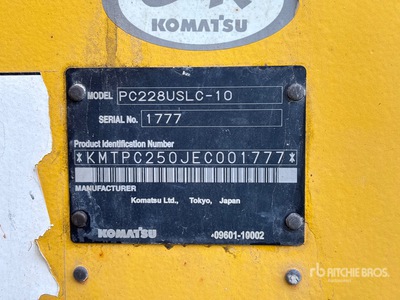 KOMATSU
MODEL PC228USLC-10
SERIAL No. 1777
Product Identification Number
*KMTPC250JEC001777*
MANUFACTURER
Komatsu Ltd., Tokyo, Japan
KOMATSU
09601-10002
rb RITCHIE BROS.